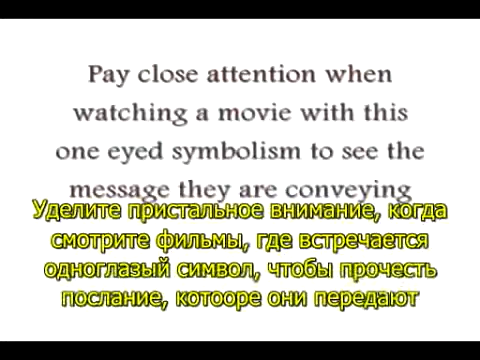 Pay close attention when
watching a movie with this
one eyed symbolism to see the
message they are conveying
Уделите пристальное внимание, когда
смотрите фильмы, где встречается
одноглазый символ, чтобы прочесть
послание, котооре они передают